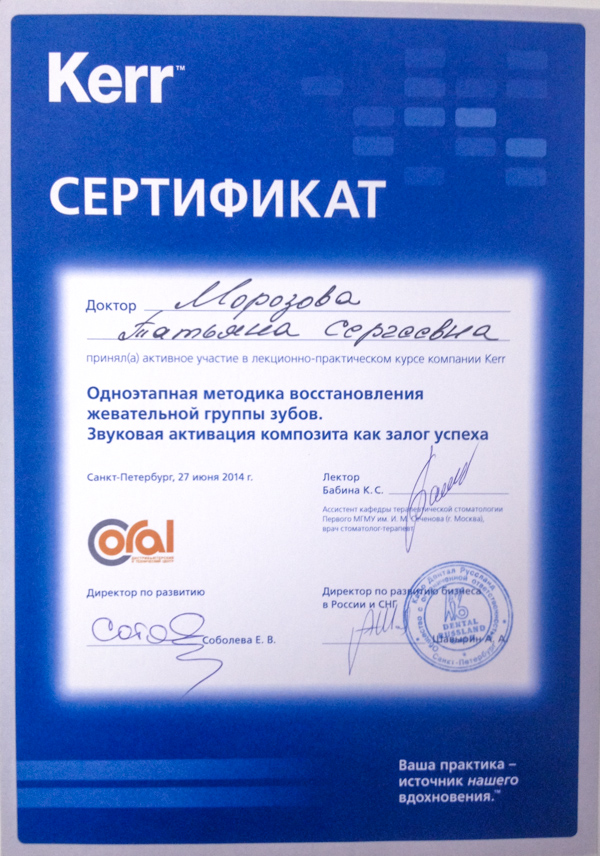 Kerr™
СЕРТИФИКАТ
Доктор Морозова
Татьяна Сергеевна
принял(а) активное участие в лекционно-практическом курсе компании Kerr
Одноэтапная методика восстановления
жевательной группы зубов.
Звуковая активация композита как залог успеха
Санкт-Петербург, 27 июня 2014 г.
Лектор
Бабина К. С.
Ассистент кафедры терапевтической стоматологии
Первого МГМУ им. И. М. Сеченова (г. Москва),
врач стоматолог-терапевт
Coral
Директор по развитию
Соболева Е. В.
Директор по развитию бизнеса
в России и СНГ
Шавырин А. А.
DENTAL
RUSSLAND
Санкт-Петербург
Ваша практика –
источник нашего
вдохновения.™